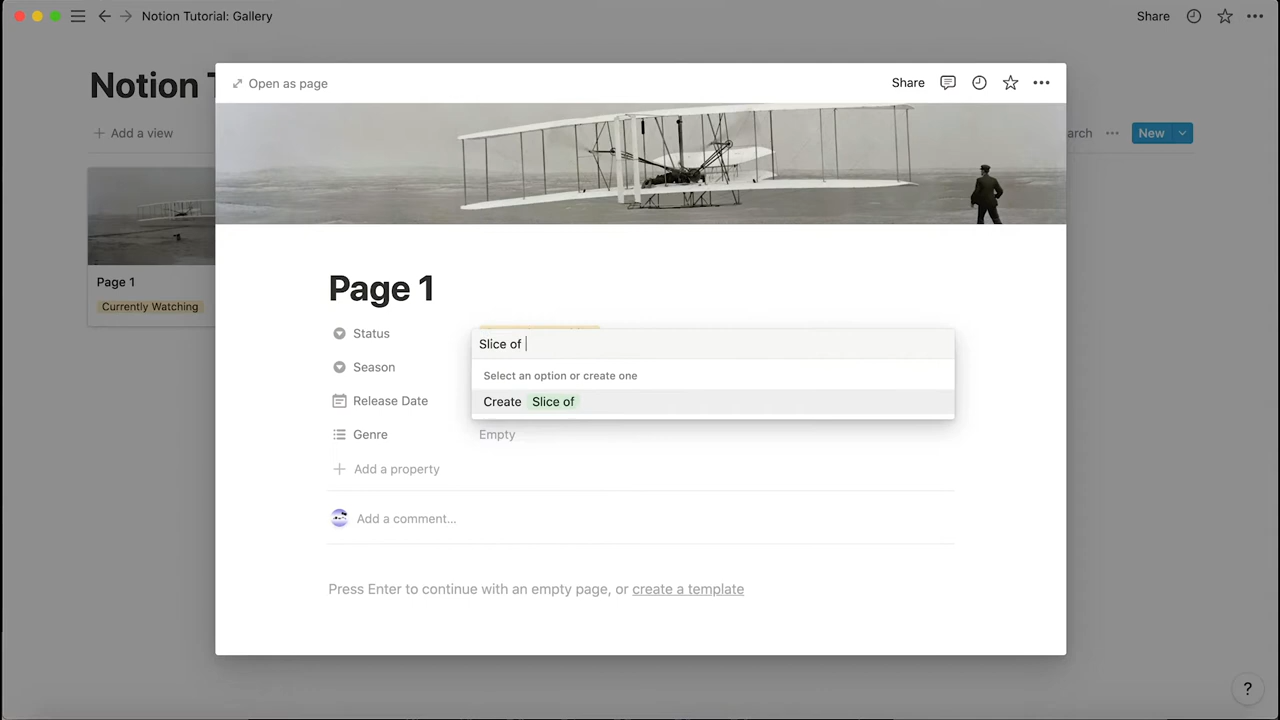 Notion Tutorial: Gallery
Share
Notion T
Add a view
arch
New
Page 1
Currently Watching
Open as page
Share
Page 1
Status
Slice of
Season
Select an option or create one
Release Date
Create Slice of
Genre
Empty
Add a property
Add a comment...
Press Enter to continue with an empty page, or create a template
?